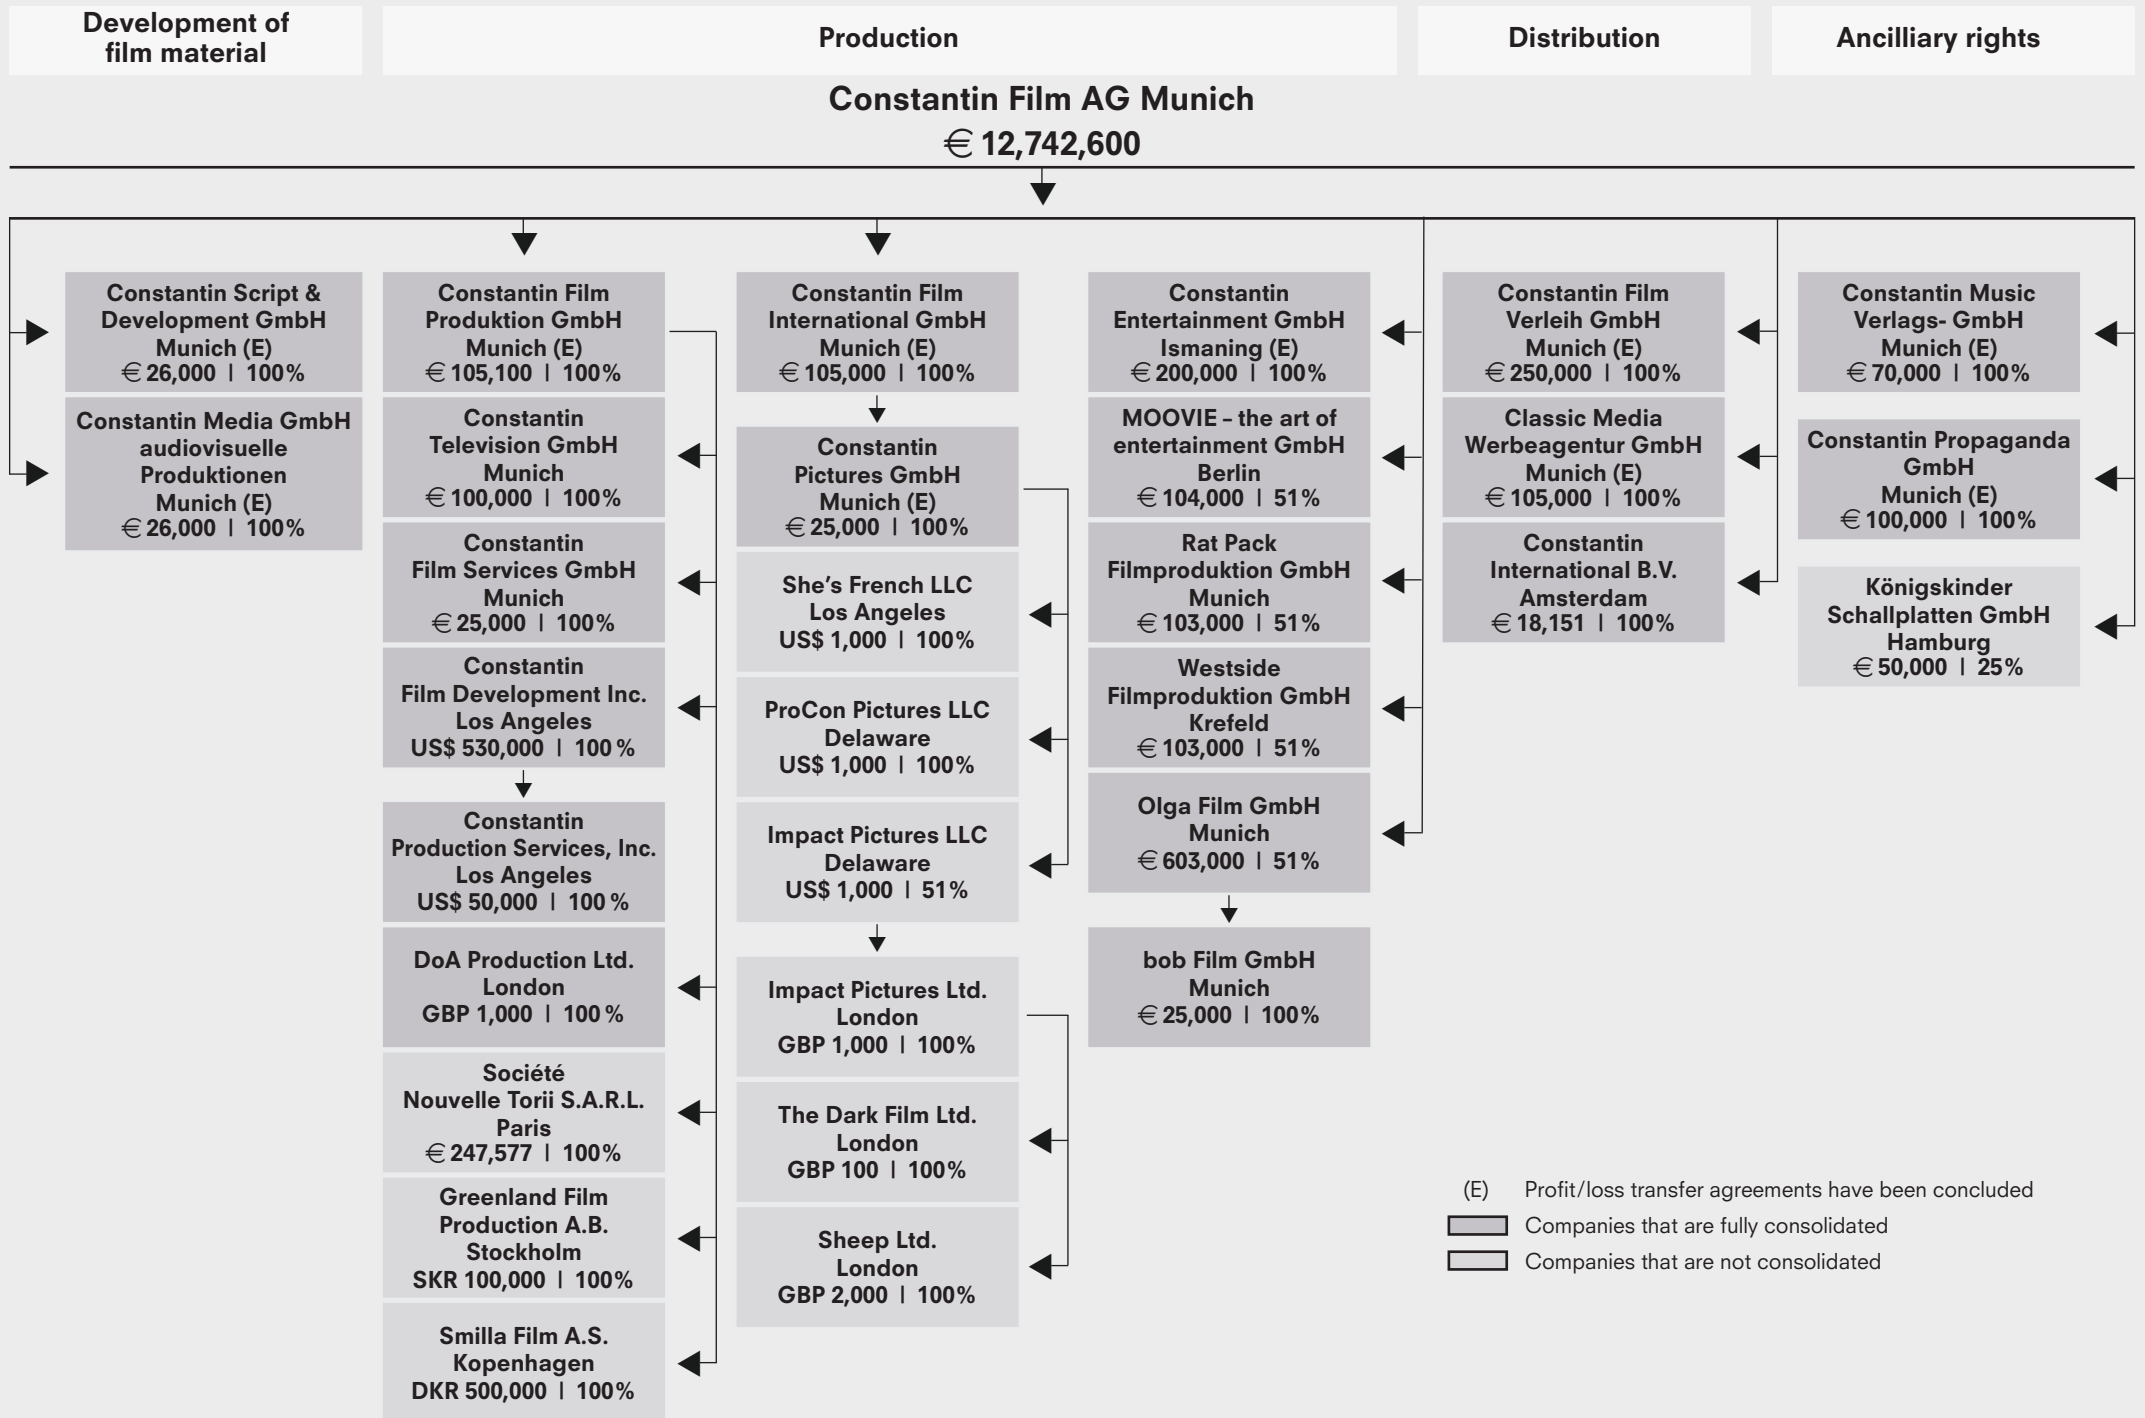 Development of
film material
Production
Distribution
Ancilliary rights
Constantin Film AG Munich
€ 12,742,600
Constantin Script &
Development GmbH
Munich (E)
€ 26,000 | 100%
Constantin Media GmbH
audiovisuelle
Produktionen
Munich (E)
€ 26,000 | 100%
Constantin Film
Produktion GmbH
Munich (E)
€ 105,100 | 100%
Constantin
Television GmbH
Munich
€ 100,000 | 100%
Constantin
Film Services GmbH
Munich
€ 25,000 | 100%
Constantin
Film Development Inc.
Los Angeles
US$ 530,000 | 100 %
Constantin
Production Services, Inc.
Los Angeles
US$ 50,000 | 100 %
DoA Production Ltd.
London
GBP 1,000 | 100 %
Société
Nouvelle Torii S.A.R.L.
Paris
€ 247,577 | 100%
Greenland Film
Production A.B.
Stockholm
SKR 100,000 | 100%
Smilla Film A.S.
Kopenhagen
DKR 500,000 | 100%
Constantin Film
International GmbH
Munich (E)
€ 105,000 | 100%
Constantin
Pictures GmbH
Munich (E)
€ 25,000 | 100%
She's French LLC
Los Angeles
US$ 1,000 | 100%
ProCon Pictures LLC
Delaware
US$ 1,000 | 100%
Impact Pictures LLC
Delaware
US$ 1,000 | 51%
Impact Pictures Ltd.
London
GBP 1,000 | 100%
The Dark Film Ltd.
London
GBP 100 | 100%
Sheep Ltd.
London
GBP 2,000 | 100%
Constantin
Entertainment GmbH
Ismaning (E)
€ 200,000 | 100%
MOOVIE – the art of
entertainment GmbH
Berlin
€ 104,000 | 51%
Rat Pack
Filmproduktion GmbH
Munich
€ 103,000 | 51%
Westside
Filmproduktion GmbH
Krefeld
€ 103,000 | 51%
Olga Film GmbH
Munich
€ 603,000 | 51%
bob Film GmbH
Munich
€ 25,000 | 100%
Constantin Film
Verleih GmbH
Munich (E)
€ 250,000 | 100%
Classic Media
Werbeagentur GmbH
Munich (E)
€ 105,000 | 100%
Constantin
International B.V.
Amsterdam
€ 18,151 | 100%
Constantin Music
Verlags- GmbH
Munich (E)
€ 70,000 | 100%
Constantin Propaganda
GmbH
Munich (E)
€ 100,000 | 100%
Königskinder
Schallplatten GmbH
Hamburg
€ 50,000 | 25%
(E) Profit/loss transfer agreements have been concluded
Companies that are fully consolidated
Companies that are not consolidated